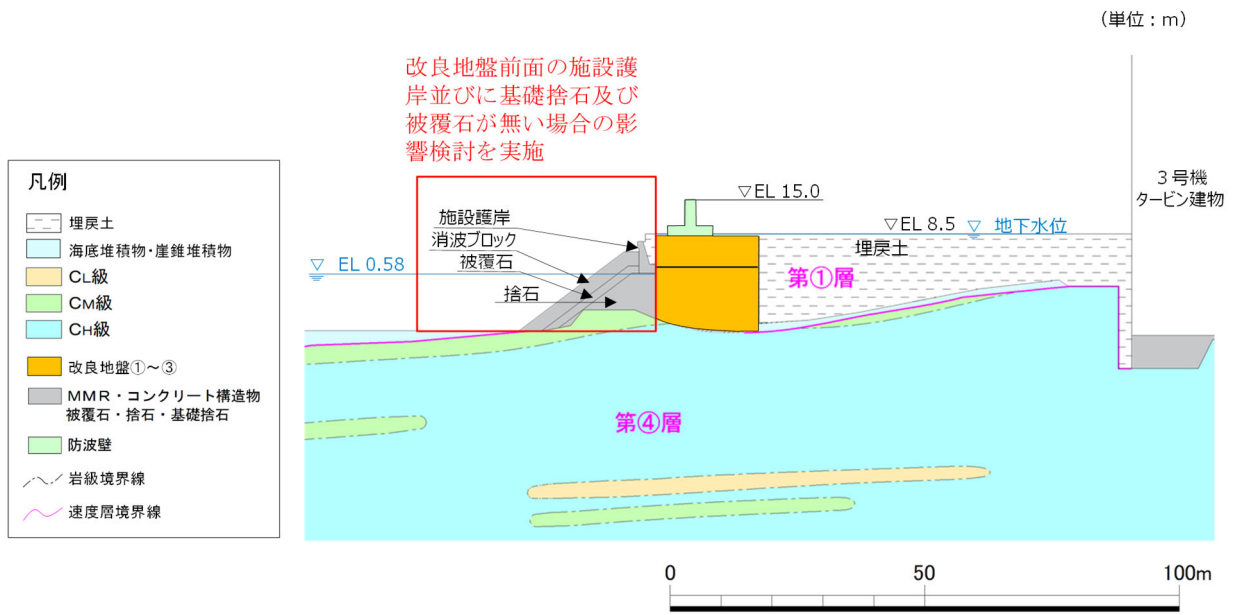 （単位：m）
改良地盤前面の施設護
岸並びに基礎捨石及び
被覆石が無い場合の影
響検討を実施
凡例
埋戻土
海底堆積物・崖錐堆積物
CL級
CM級
CH級
改良地盤①～③
MMR・コンクリート構造物
被覆石・捨石・基礎捨石
防波壁
岩級境界線
速度層境界線
▽EL 15.0
３号機
タービン建物
施設護岸
消波ブロック
被覆石
捨石
▽ EL 0.58
▽EL 8.5 ▽ 地下水位
埋戻土
第①層
第④層
0 50 100m